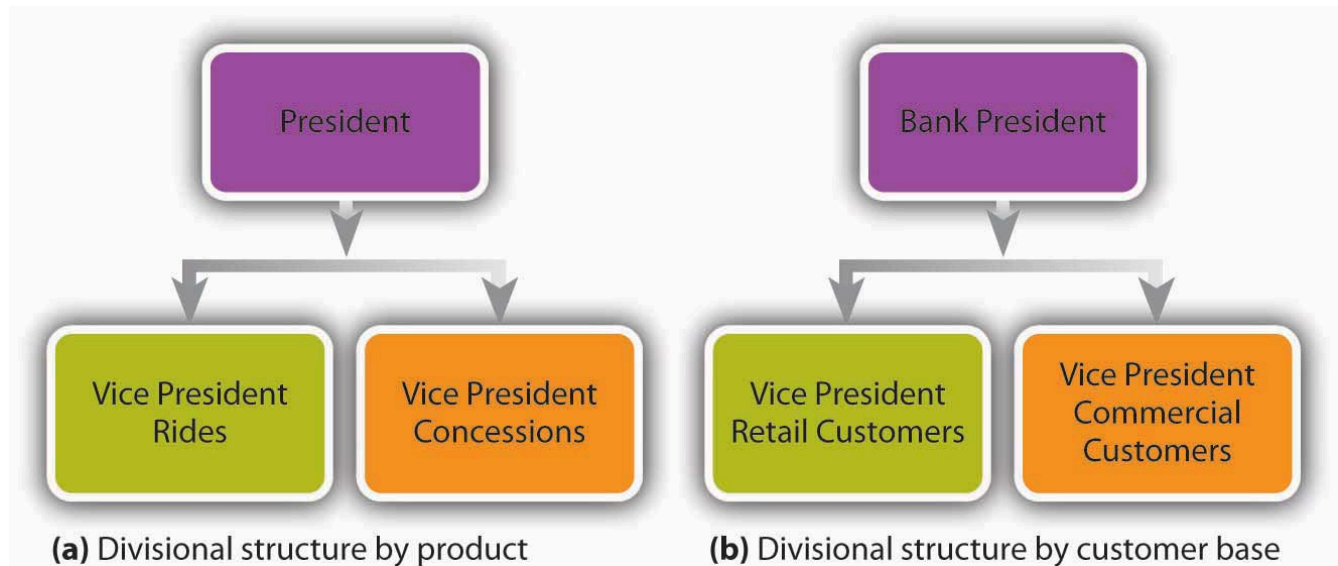 President
Bank President
Vice President
Rides
Vice President
Concessions
Vice President
Retail Customers
Vice President
Commercial
Customers
(a) Divisional structure by product
(b) Divisional structure by customer base